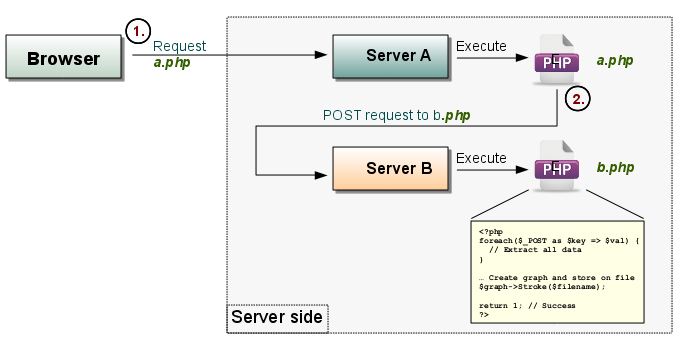 1.
Browser
Request
a.php
Server A
Execute
PHP
a.php
2.
POST request to b.php
Server B
Execute
PHP
b.php
<?php
foreach($_POST as $key => $val) {
// Extract all data
}
… Create graph and store on file
$graph->Stroke($filename);
return 1; // Success
?>
Server side